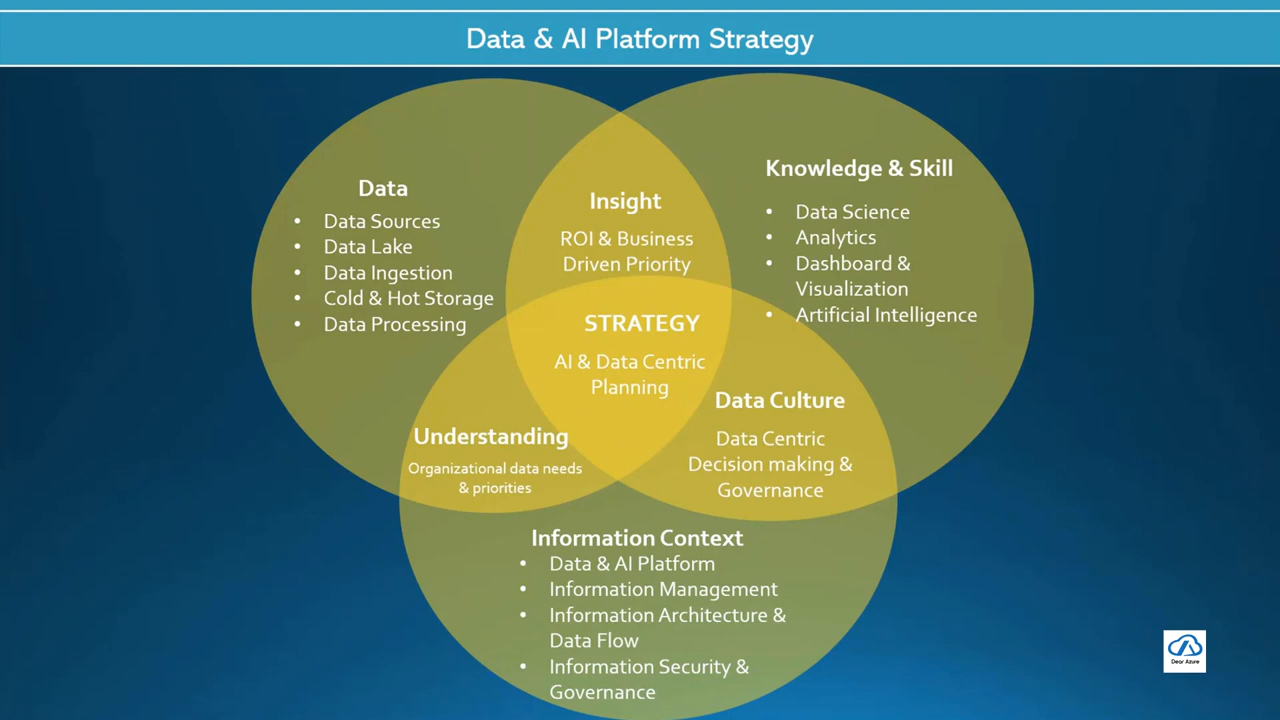 Data & AI Platform Strategy
Data
• Data Sources
• Data Lake
• Data Ingestion
• Cold & Hot Storage
• Data Processing
Insight
ROI & Business
Driven Priority
Knowledge & Skill
• Data Science
• Analytics
• Dashboard &
Visualization
• Artificial Intelligence
STRATEGY
AI & Data Centric
Planning
Understanding
Organizational data needs
& priorities
Data Culture
Data Centric
Decision making &
Governance
Information Context
• Data & AI Platform
• Information Management
• Information Architecture &
Data Flow
• Information Security &
Governance
Dear Azure